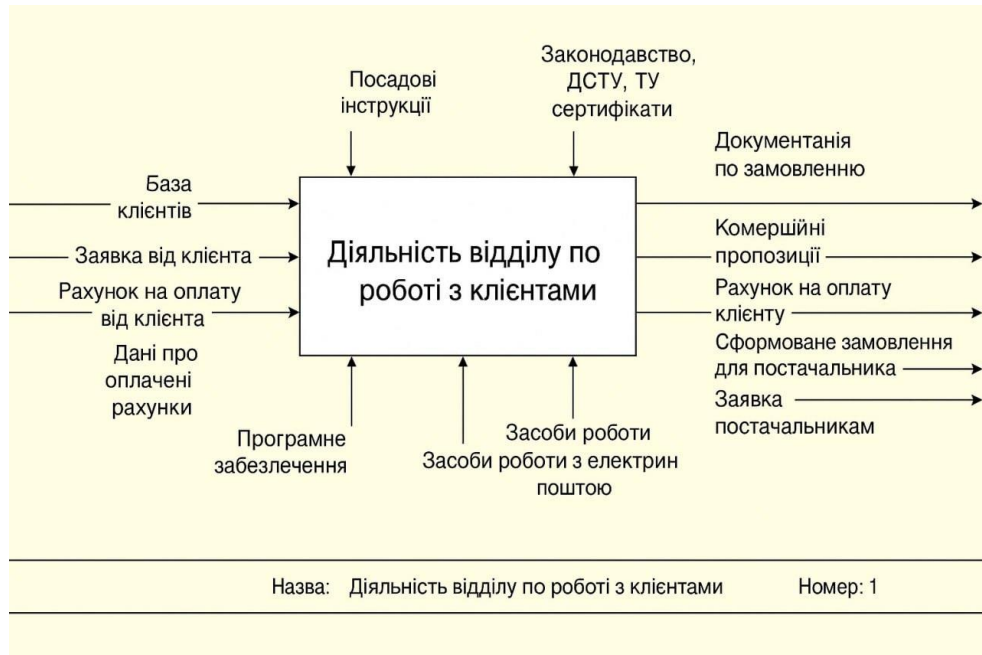 Посадові
інструкції
Законодавство,
ДСТУ, ТУ
сертифікати
База
клієнтів
Заявка від клієнта
Рахунок на оплату
від клієнта
Дані про
оплачені
рахунки
Діяльність відділу по
роботі з клієнтами
Документанія
по замовленню
Комершійні
пропозиції
Рахунок на оплату
клієнту
Сформоване замовлення
для постачальника
Заявка
постачальникам
Програмне
забезлечення
Засоби роботи
Засоби роботи з електрин
поштою
Назва: Діяльність відділу по роботі з клієнтами Номер: 1